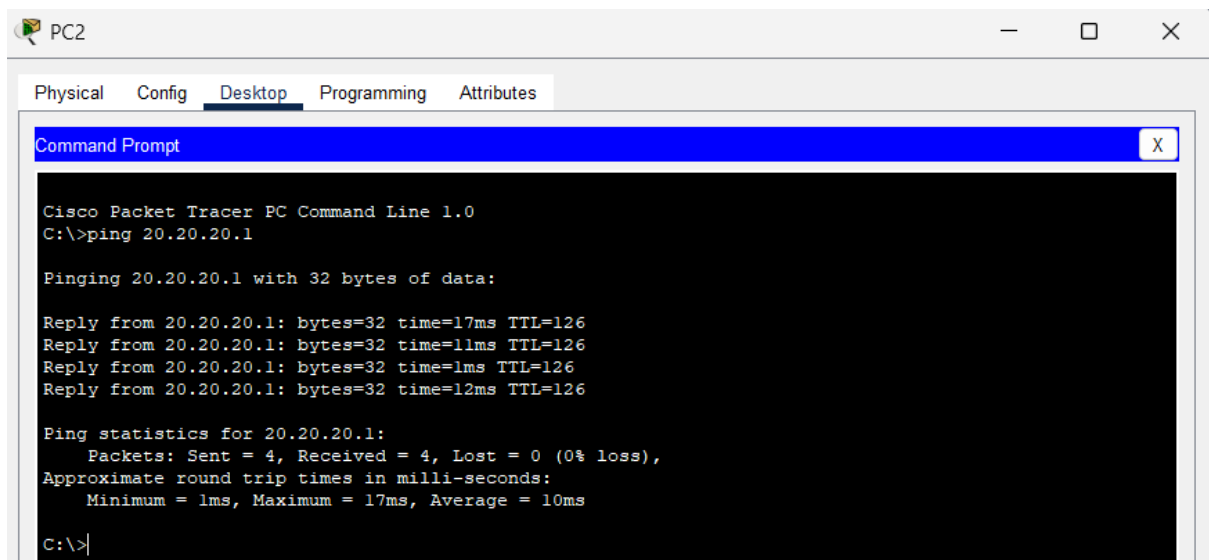 PC2
Physical Config Desktop Programming Attributes
Command Prompt X
Cisco Packet Tracer PC Command Line 1.0
C:\>ping 20.20.20.1
Pinging 20.20.20.1 with 32 bytes of data:
Reply from 20.20.20.1: bytes=32 time=17ms TTL=126
Reply from 20.20.20.1: bytes=32 time=11ms TTL=126
Reply from 20.20.20.1: bytes=32 time=1ms TTL=126
Reply from 20.20.20.1: bytes=32 time=12ms TTL=126
Ping statistics for 20.20.20.1:
Packets: Sent = 4, Received = 4, Lost = 0 (0% loss),
Approximate round trip times in milli-seconds:
Minimum = 1ms, Maximum = 17ms, Average = 10ms
C:\>